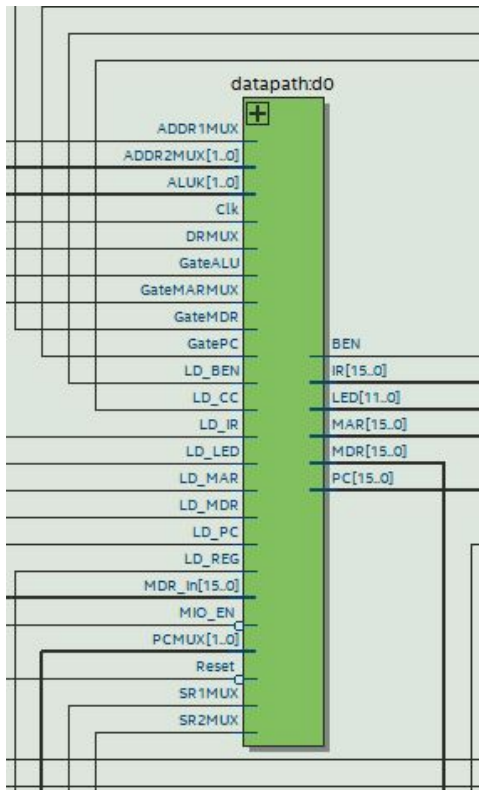 datapath:d0
ADDR1MUX
ADDR2MUX[1..0]
ALUK[1..0]
Clk
DRMUX
GateALU
GateMARMUX
GateMDR
GatePC
LD_BEN
LD_CC
LD_IR
LD_LED
LD_MAR
LD_MDR
LD_PC
LD_REG
MDR_In[15..0]
MIO_EN
PCMUX[1..0]
Reset
SR1MUX
SR2MUX
BEN
IR[15..0]
LED[11..0]
MAR[15..0]
MDR[15..0]
PC[15..0]